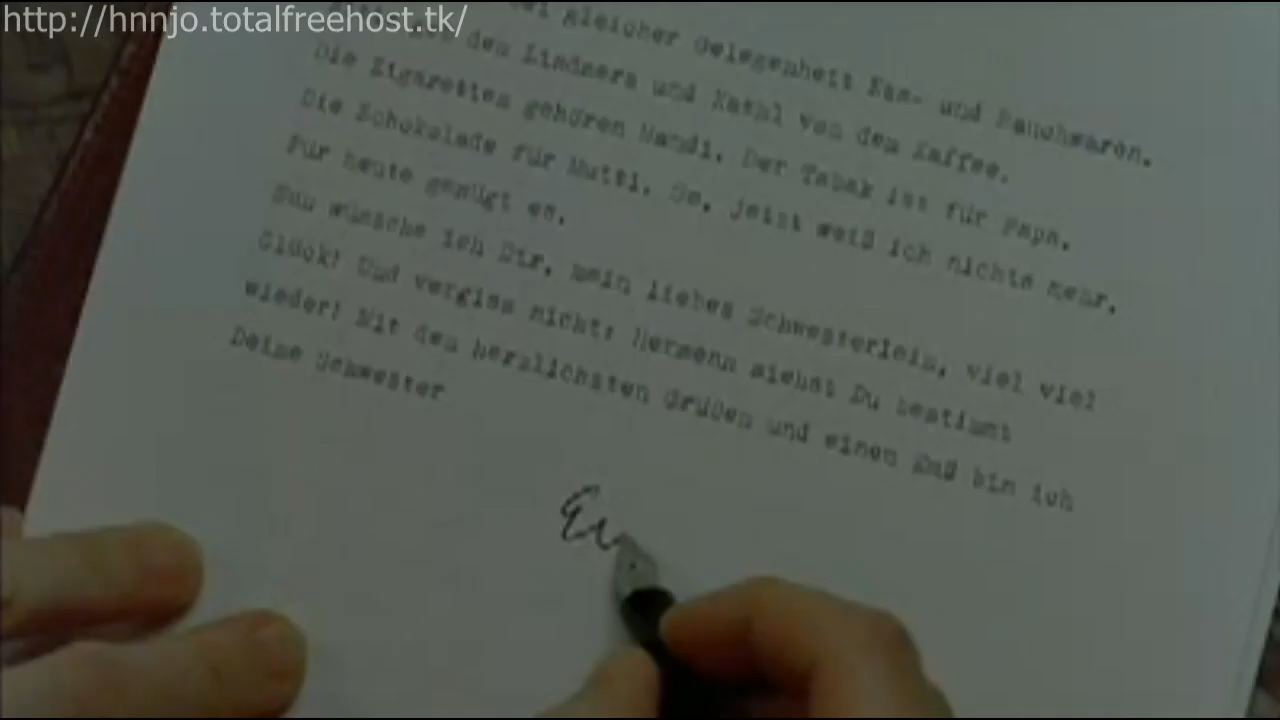 http://hnnjo.totalfreehost.tk/
bei gleicher Gelegenheit Ess- und Rauchwaren.
den Lindners und Kathl von dem Kaffee.
Die Zigaretten gehören Mandi. Der Tabak ist für Papa.
Die Schokolade für Mutti. So, jetzt weiß ich nichts mehr.
Für heute genügt es.
Nun wünsche ich Dir, mein liebes Schwesterlein, viel viel
Glück! Und vergiss nicht: Hermann siehst Du bestimmt
wieder! Mit den herzlichsten Grüßen und einen Kuß bin ich
Deine Schwester